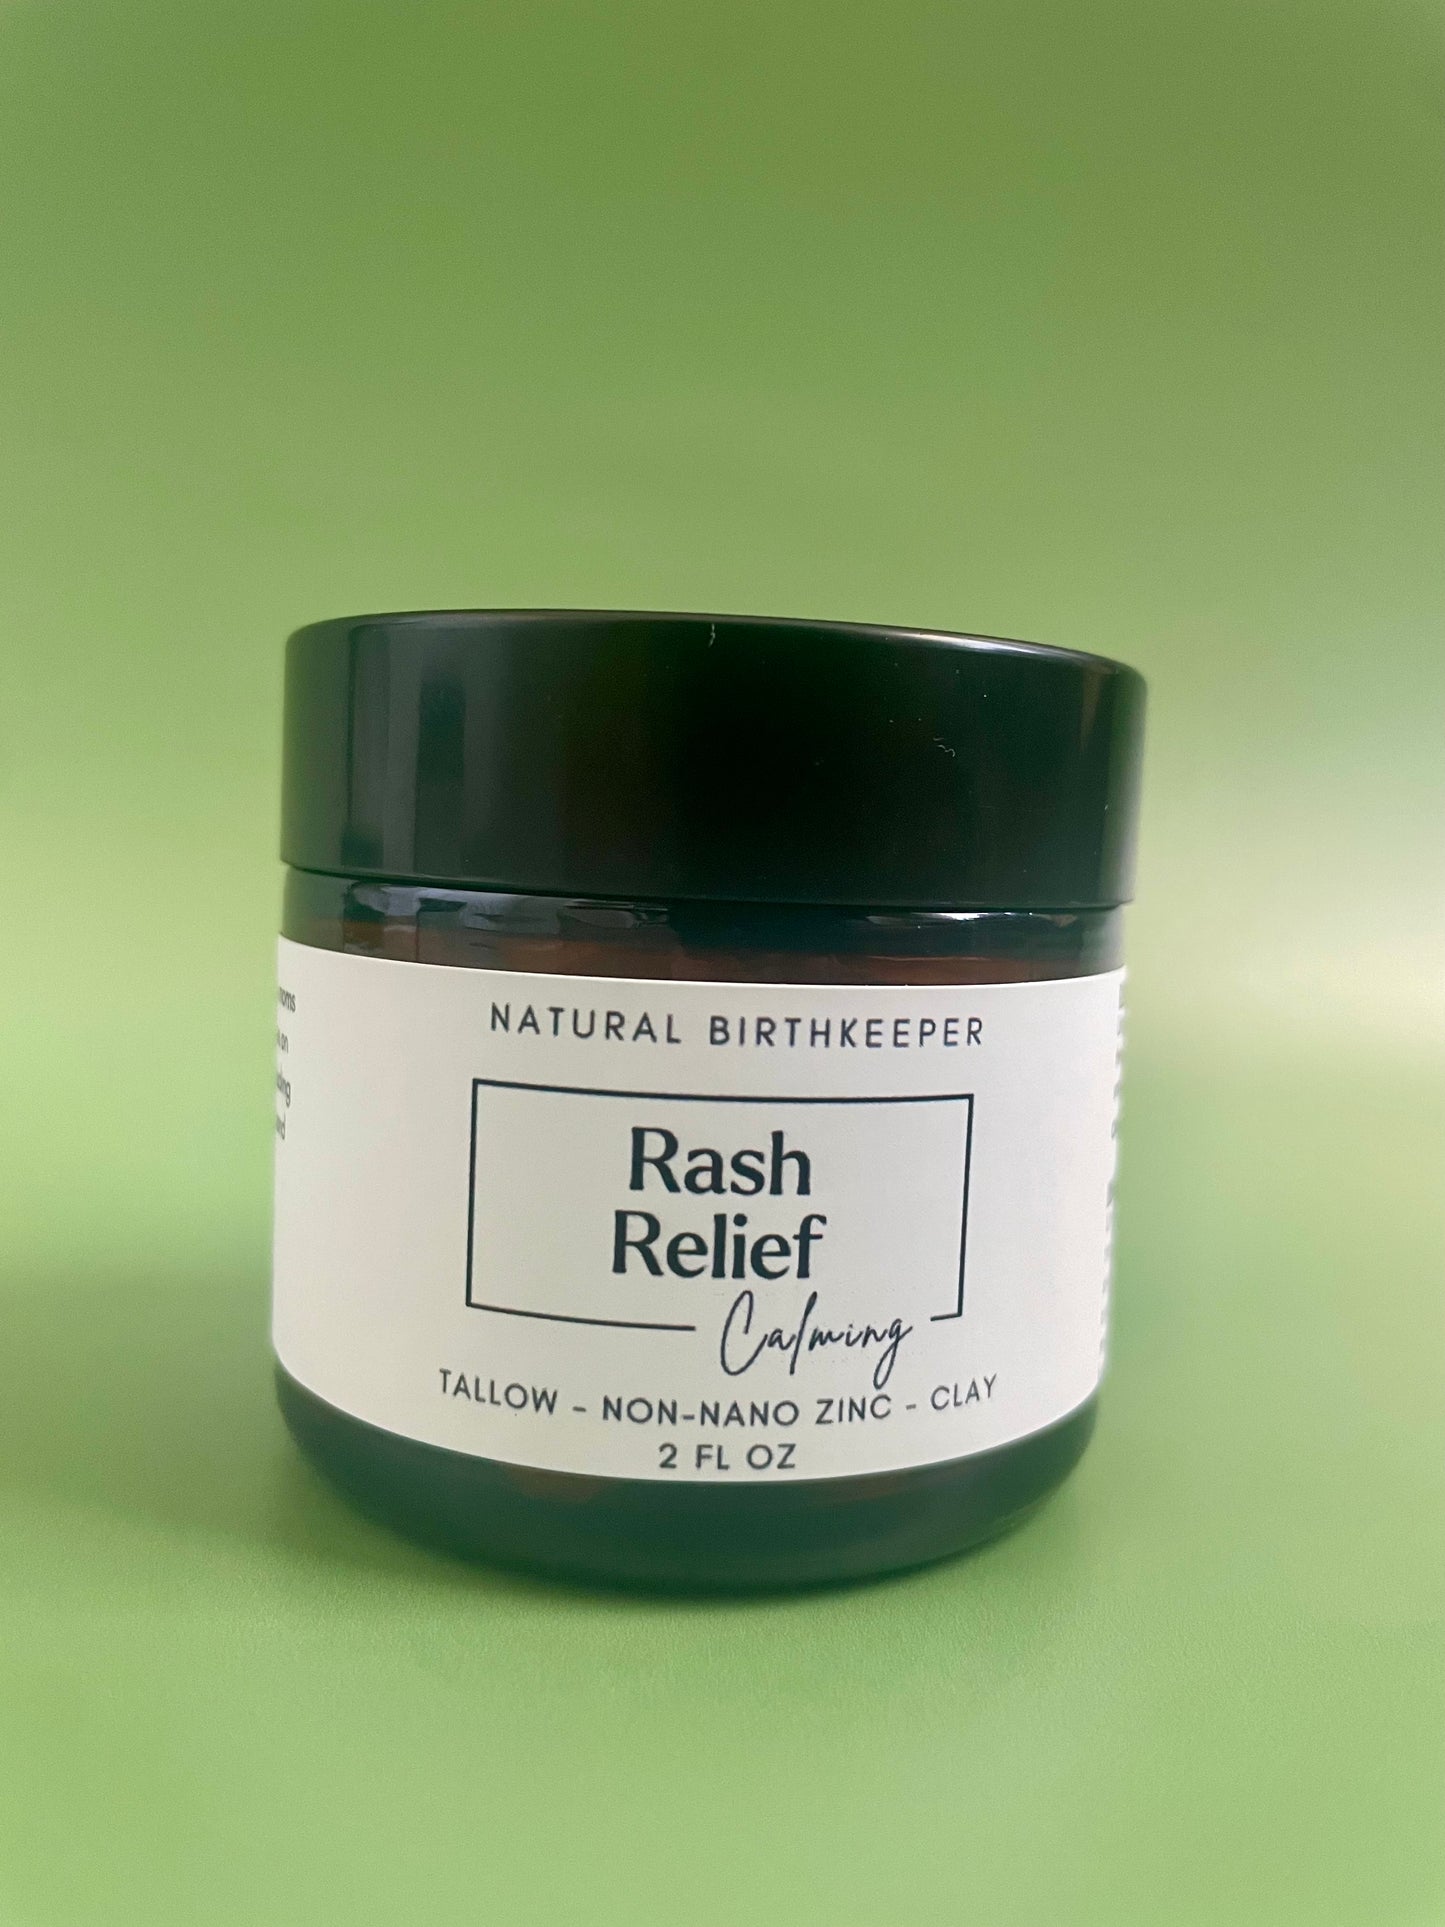 NATURAL BIRTHKEEPER
Rash
Relief
Calming
TALLOW - NON-NANO ZINC - CLAY
2 FL OZ